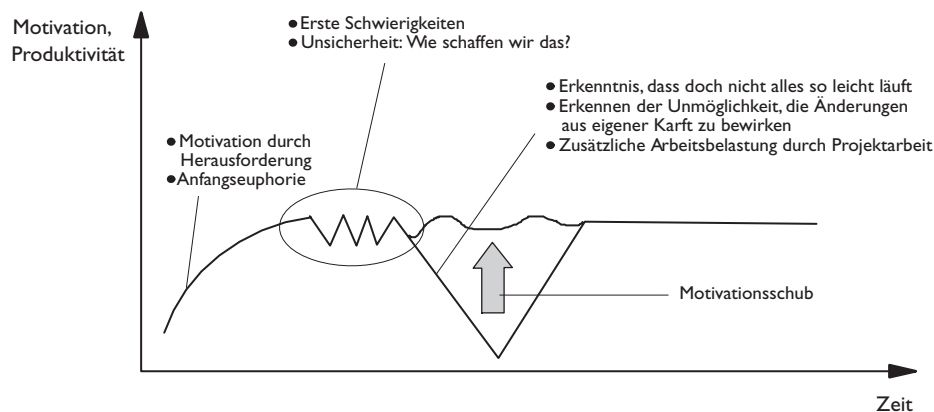 Motivation,
Produktivität
● Erste Schwierigkeiten
● Unsicherheit: Wie schaffen wir das?
● Erkenntnis, dass doch nicht alles so leicht läuft
● Erkennen der Unmöglichkeit, die Änderungen
aus eigener Karft zu bewirken
● Zusätzliche Arbeitsbelastung durch Projektarbeit
● Motivation durch
Herausforderung
● Anfangseuphorie
Motivationsschub
Zeit